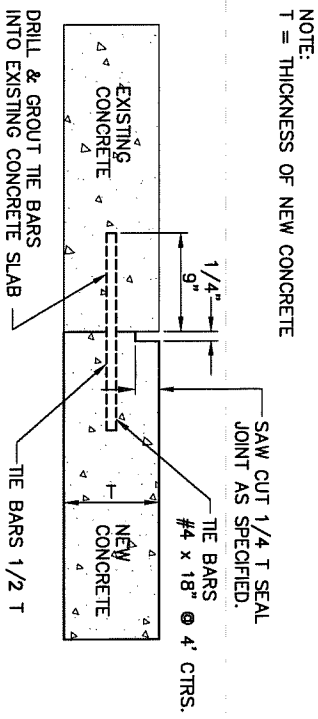 NOTE:
T = THICKNESS OF NEW CONCRETE
1/4"
9"
SAW CUT 1/4 T SEAL
JOINT AS SPECIFIED.
TIE BARS
#4 x 18" @ 4' CTRS.
EXISTING
CONCRETE
T
NEW
CONCRETE
DRILL & GROUT TIE BARS
INTO EXISTING CONCRETE SLAB
TIE BARS 1/2 T